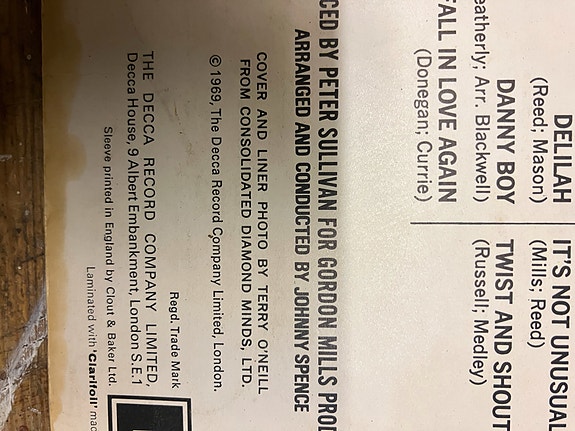 DELILAH
(Reed; Mason)
DANNY BOY
eatherly; Arr. Blackwell)
FALL IN LOVE AGAIN
(Donegan; Currie)
IT'S NOT UNUSUAL
(Mills; Reed)
TWIST AND SHOUT
(Russell; Medley)
CED BY PETER SULLIVAN FOR GORDON MILLS PROD
ARRANGED AND CONDUCTED BY JOHNNY SPENCE
COVER AND LINER PHOTO BY TERRY O'NEILL
FROM CONSOLIDATED DIAMOND MINDS, LTD.
© 1969, The Decca Record Company Limited, London.
Regd. Trade Mark
THE DECCA RECORD COMPANY LIMITED,
Decca House, 9 Albert Embankment, London S.E.1
Sleeve printed in England by Clout & Baker Ltd.
Laminated with 'Clarifoil' mad